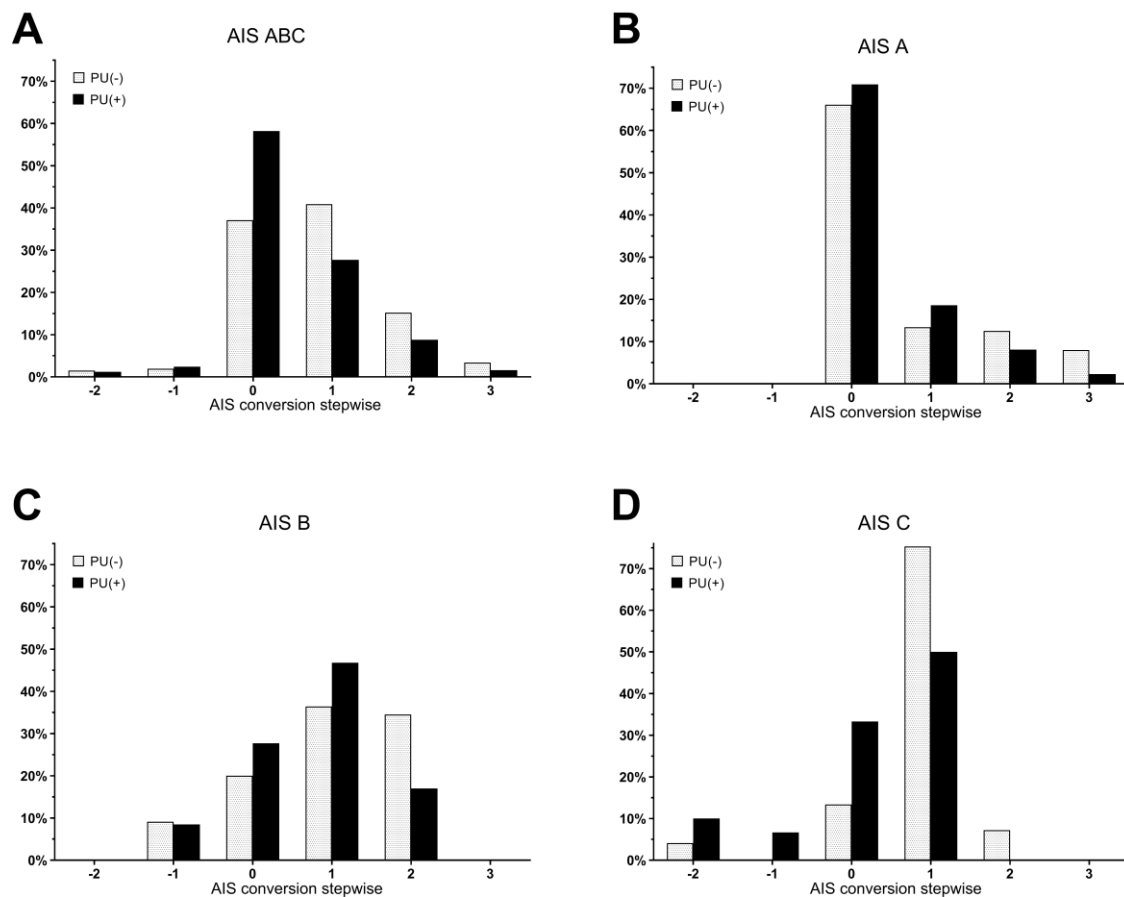 A
AIS ABC
PU(-)
PU(+)
70%
60%
50%
40%
30%
20%
10%
0%
-2 -1 0 1 2 3
AIS conversion stepwise
B
AIS A
PU(-)
PU(+)
70%
60%
50%
40%
30%
20%
10%
0%
-2 -1 0 1 2 3
AIS conversion stepwise
C
AIS B
PU(-)
PU(+)
70%
60%
50%
40%
30%
20%
10%
0%
-2 -1 0 1 2 3
AIS conversion stepwise
D
AIS C
PU(-)
PU(+)
70%
60%
50%
40%
30%
20%
10%
0%
-2 -1 0 1 2 3
AIS conversion stepwise